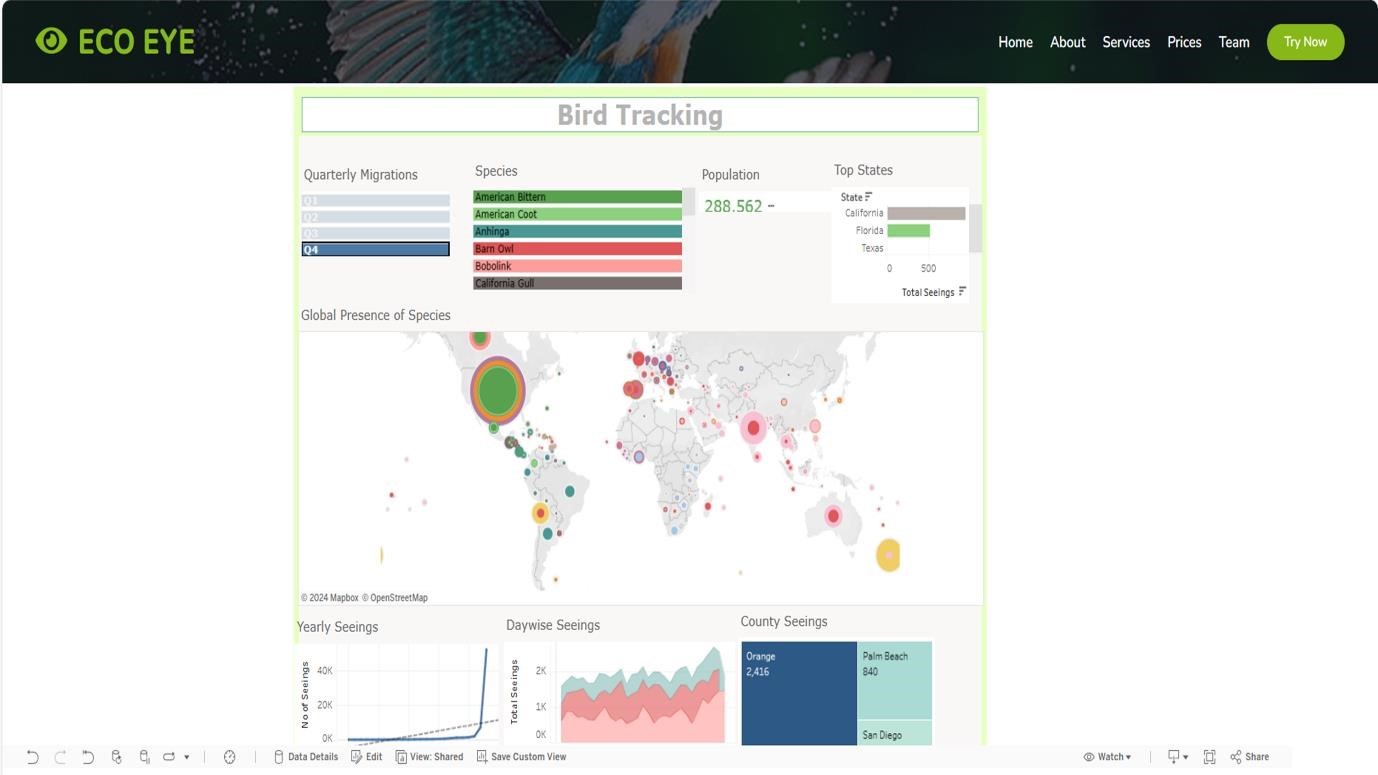 ECO EYE
Home About Services Prices Team Try Now
Bird Tracking
Quarterly Migrations
Q1
Q2
Q3
Q4
Species
American Bittern
American Coot
Anhinga
Barn Owl
Bobolink
California Gull
Population
288.562 --
Top States
State
California
Florida
Texas
0 500
Total Seeings
Global Presence of Species
© 2024 Mapbox © OpenStreetMap
Yearly Seeings
No of Seeings
40K
20K
0K
Daywise Seeings
Total Seeings
2K
1K
0K
County Seeings
Orange
2,416
Palm Beach
840
San Diego
Data Details Edit View: Shared Save Custom View Watch Share